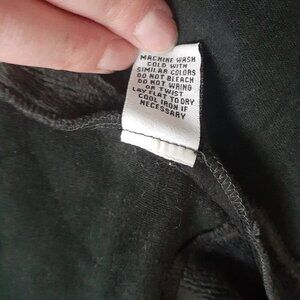 MACHINE WASH
COLD WITH
SIMILAR COLORS
DO NOT BLEACH
DO NOT WRING
OR TWIST
LAY FLAT TO DRY
COOL IRON IF
NECESSARY